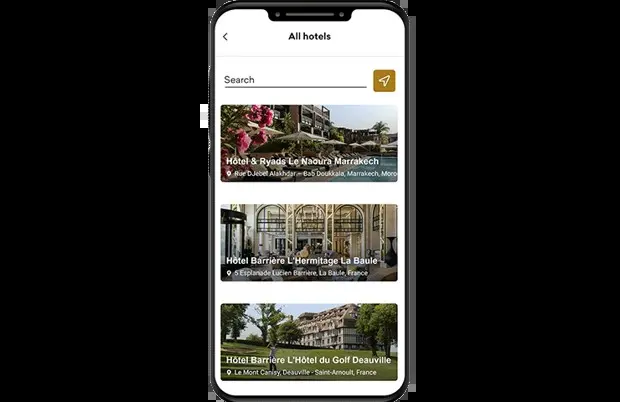 All hotels
Search
Hôtel & Ryads Le Naoura Marrakech
Rue DJebel Alakhdar – Bab Doukkala, Marrakech, Moro
Hôtel Barrière L'Hermitage La Baule
5 Esplanade Lucien Barrière, La Baule, France
Hôtel Barrière L'Hôtel du Golf Deauville
Le Mont Canisy, Deauville - Saint-Arnoult, France